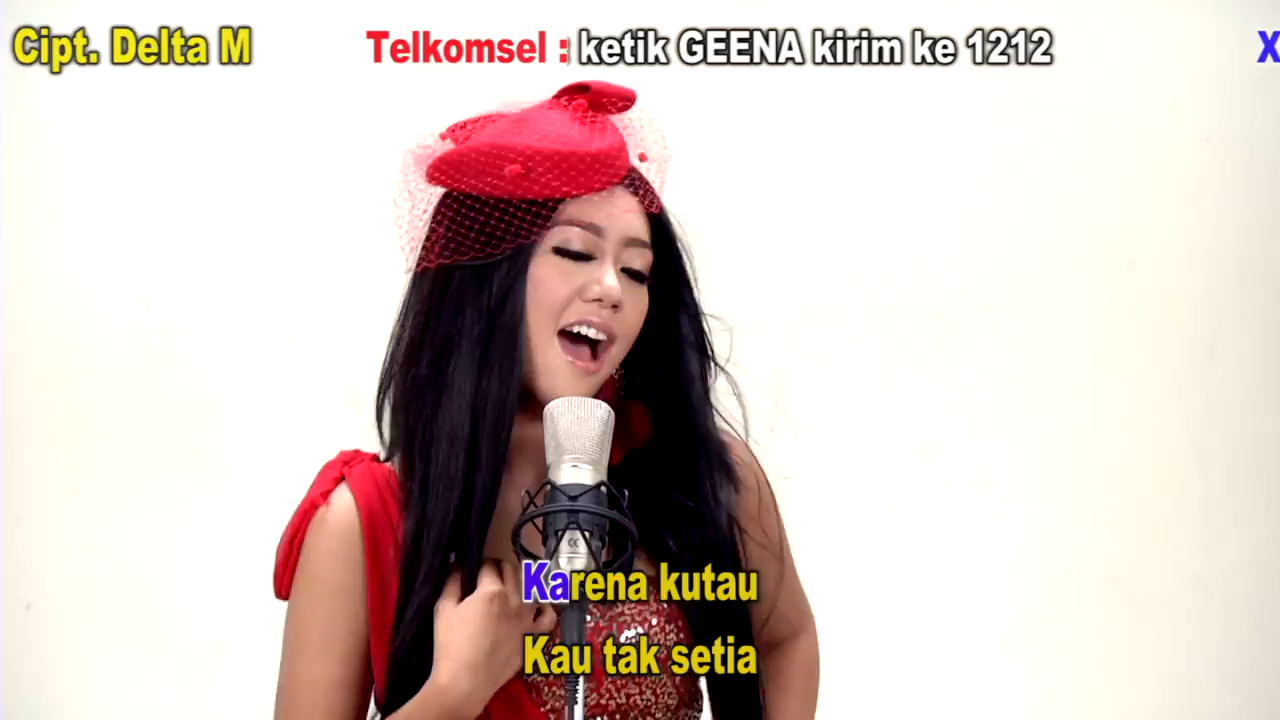 Cipt. Delta M
Telkomsel : ketik GEENA kirim ke 1212
X
Karena kutau
Kau tak setia